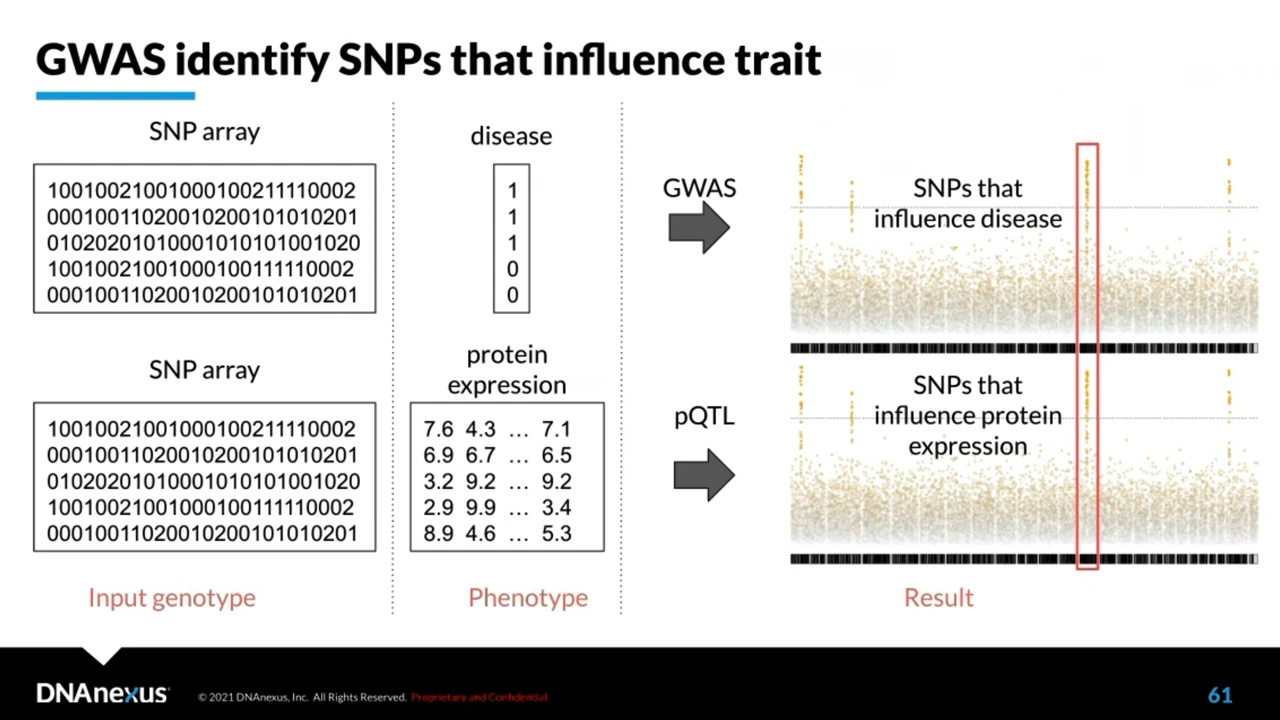 GWAS identify SNPs that influence trait
SNP array
100100210010001002111110002
000100110200102001010102​01
010202010100010101010010​20
100100210010001001111100​02
000100110200102001010102​01
disease
1
1
1
0
0
GWAS
SNPs that
influence disease
SNP array
100100210010001002111100​02
000100110200102001010102​01
010202010100010101010010​20
100100210010001001111100​02
000100110200102001010102​01
protein
expression
7.6 4.3 ... 7.1
6.9 6.7 ... 6.5
3.2 9.2 ... 9.2
2.9 9.9 ... 3.4
8.9 4.6 ... 5.3
pQTL
SNPs that
influence protein
expression
Input genotype
Phenotype
Result
DNAnexus
© 2021 DNAnexus, Inc. All Rights Reserved. Proprietary and Confidential
61